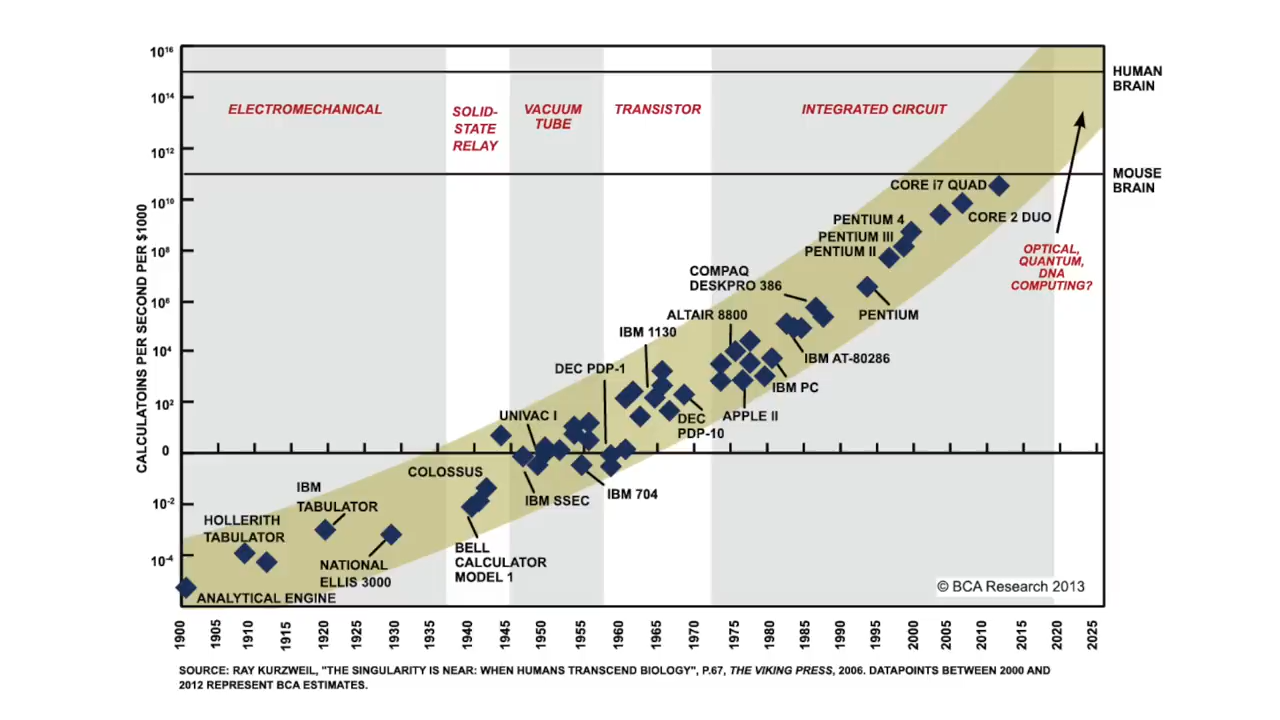 10^16
10^14
10^12
10^10
10^8
10^6
10^4
10^2
0
10^-2
10^-4
CALCULATOINS PER SECOND PER $1000
ELECTROMECHANICAL
SOLID-
STATE
RELAY
VACUUM
TUBE
TRANSISTOR
INTEGRATED CIRCUIT
HUMAN
BRAIN
MOUSE
BRAIN
CORE i7 QUAD
CORE 2 DUO
PENTIUM 4
PENTIUM III
PENTIUM II
OPTICAL,
QUANTUM,
DNA
COMPUTING?
COMPAQ
DESKPRO 386
PENTIUM
ALTAIR 8800
IBM 1130
IBM AT-80286
DEC PDP-1
IBM PC
UNIVAC I
DEC
PDP-10
APPLE II
COLOSSUS
IBM SSEC
IBM 704
IBM
TABULATOR
HOLLERITH
TABULATOR
NATIONAL
ELLIS 3000
BELL
CALCULATOR
MODEL 1
ANALYTICAL ENGINE
© BCA Research 2013
1900
1905
1910
1915
1920
1925
1930
1935
1940
1945
1950
1955
1960
1965
1970
1975
1980
1985
1990
1995
2000
2005
2010
2015
2020
2025
SOURCE: RAY KURZWEIL, "THE SINGULARITY IS NEAR: WHEN HUMANS TRANSCEND BIOLOGY", P.67, THE VIKING PRESS, 2006. DATAPOINTS BETWEEN 2000 AND
2012 REPRESENT BCA ESTIMATES.